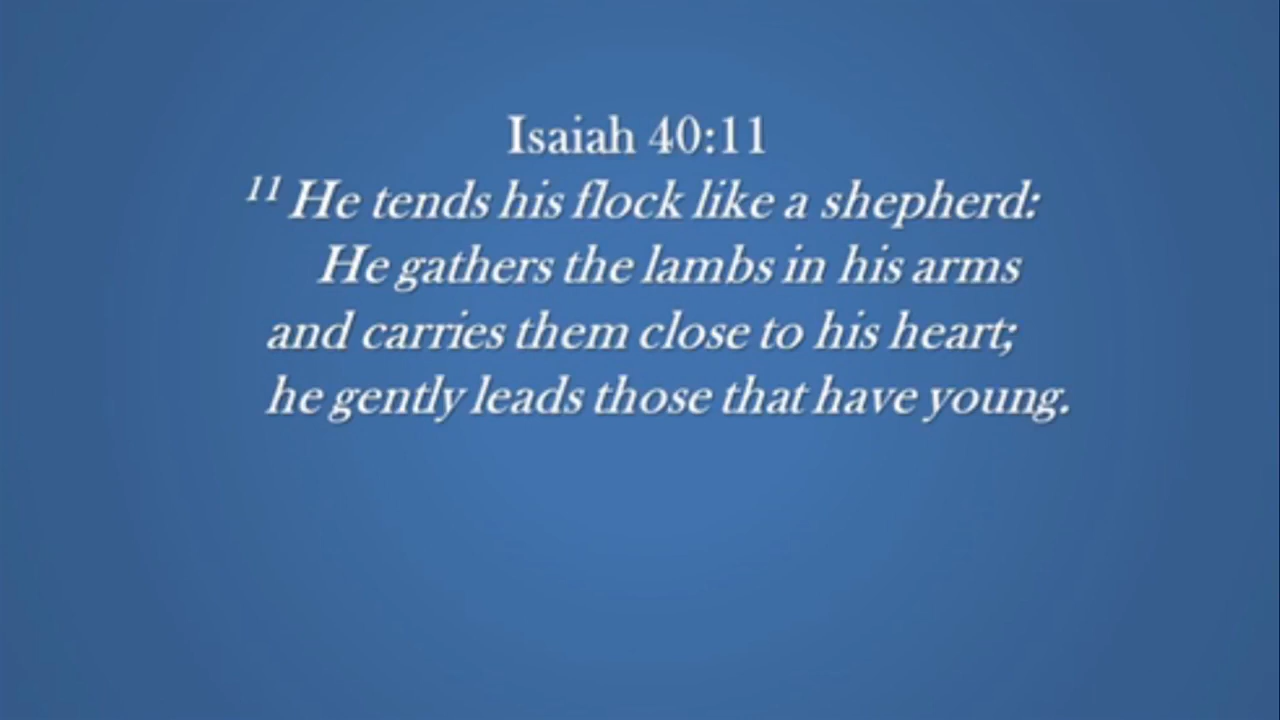 Isaiah 40:11
11 He tends his flock like a shepherd:
He gathers the lambs in his arms
and carries them close to his heart;
he gently leads those that have young.